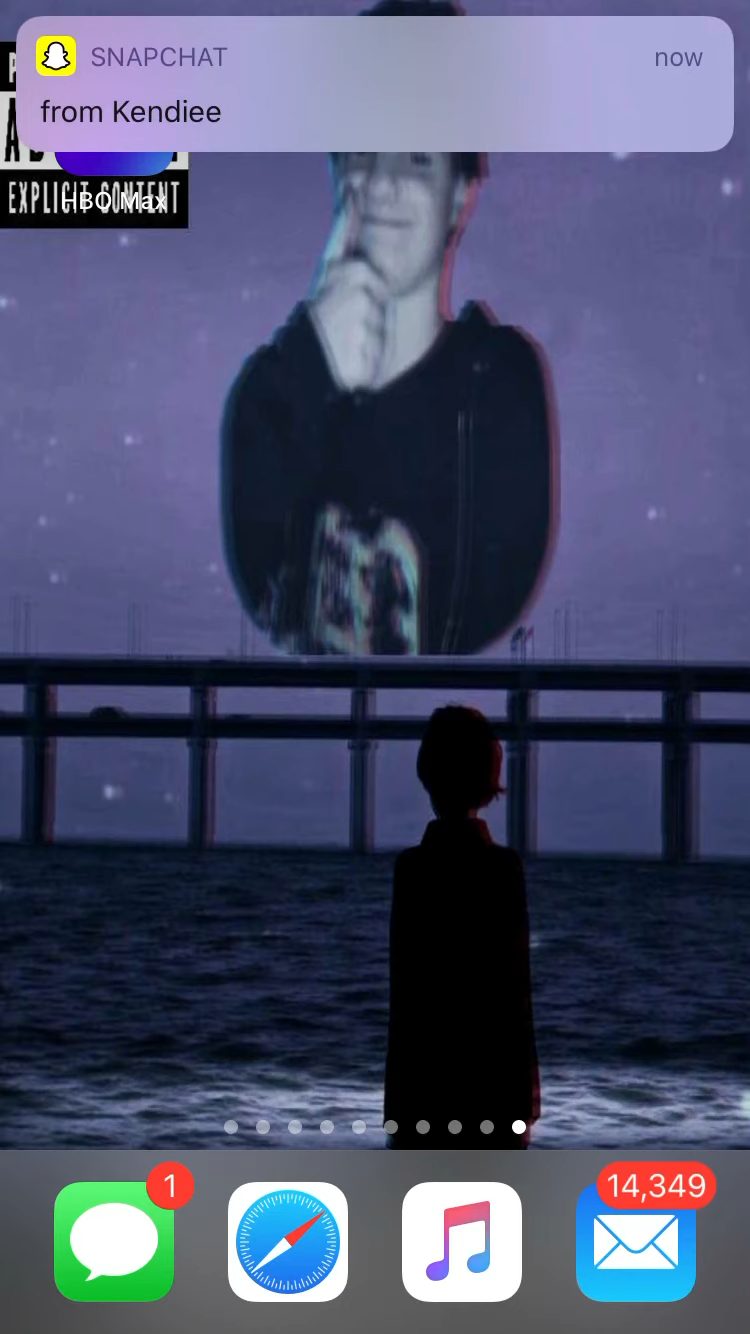 SNAPCHAT now
from Kendiee
EXPLICIT CONTENT
HBO Max
1
14,349